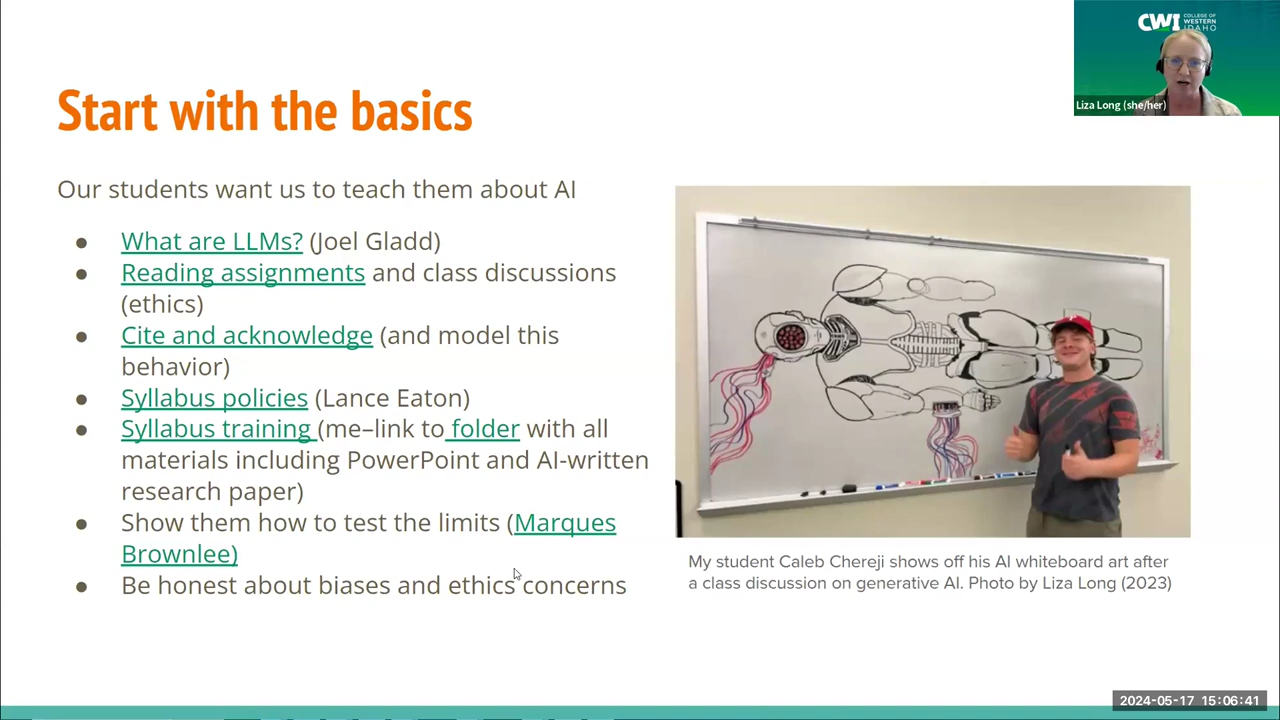 CWI COLLEGE OF
WESTERN
IDAHO
Liza Long (she/her)
Start with the basics
Our students want us to teach them about AI
● What are LLMs? (Joel Gladd)
● Reading assignments and class discussions
(ethics)
● Cite and acknowledge (and model this
behavior)
● Syllabus policies (Lance Eaton)
● Syllabus training (me–link to folder with all
materials including PowerPoint and AI-written
research paper)
● Show them how to test the limits (Marques
Brownlee)
● Be honest about biases and ethics concerns
My student Caleb Chereji shows off his AI whiteboard art after
a class discussion on generative AI. Photo by Liza Long (2023)
2024-05-17 15:06:41